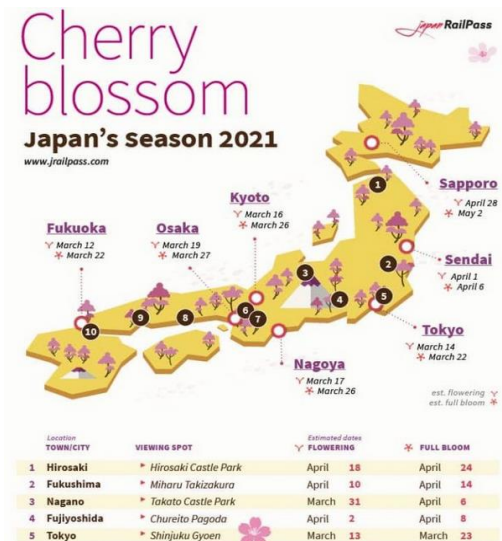 Cherry
blossom
Japan's season 2021
www.jrailpass.com
japan RailPass
Sapporo
April 28
May 2
Sendai
April 1
April 6
Kyoto
March 16
March 26
Osaka
March 19
March 27
Fukuoka
March 12
March 22
Tokyo
March 14
March 22
Nagoya
March 17
March 26
1
2
3
4
5
6
7
8
9
10
est. flowering
est. full bloom
Location Estimated dates
TOWN/CITY VIEWING SPOT FLOWERING FULL BLOOM
1 Hirosaki Hirosaki Castle Park April 18 April 24
2 Fukushima Miharu Takizakura April 10 April 14
3 Nagano Takato Castle Park March 31 April 6
4 Fujiyoshida Chureito Pagoda April 2 April 8
5 Tokyo Shinjuku Gyoen March 13 March 23